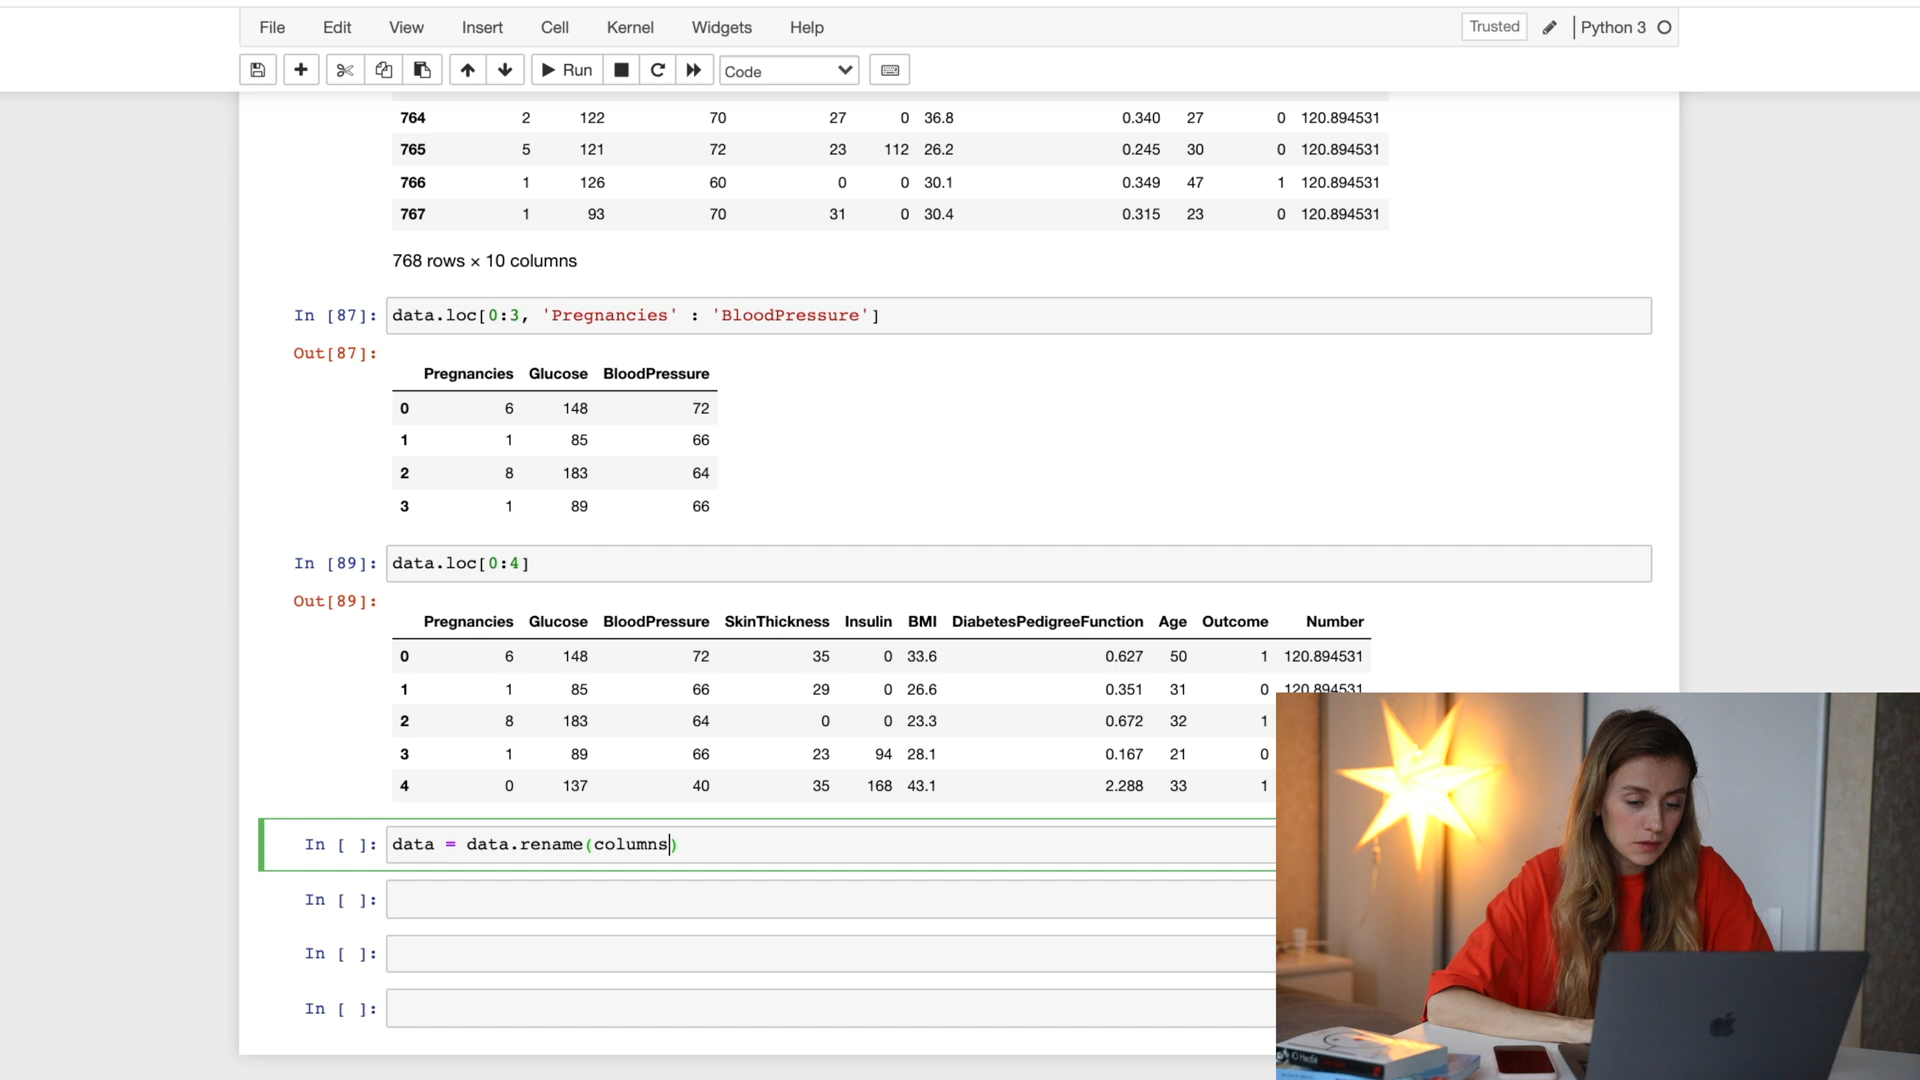 File Edit View Insert Cell Kernel Widgets Help Trusted Python 3
Run Code
764 2 122 70 27 0 36.8 0.340 27 0 120.894531
765 5 121 72 23 112 26.2 0.245 30 0 120.894531
766 1 126 60 0 0 30.1 0.349 47 1 120.894531
767 1 93 70 31 0 30.4 0.315 23 0 120.894531
768 rows × 10 columns
In [87]: data.loc[0:3, 'Pregnancies' : 'BloodPressure']
Out[87]:
Pregnancies Glucose BloodPressure
0 6 148 72
1 1 85 66
2 8 183 64
3 1 89 66
In [89]: data.loc[0:4]
Out[89]:
Pregnancies Glucose BloodPressure SkinThickness Insulin BMI DiabetesPedigreeFunction Age Outcome Number
0 6 148 72 35 0 33.6 0.627 50 1 120.894531
1 1 85 66 29 0 26.6 0.351 31 0 120.894531
2 8 183 64 0 0 23.3 0.672 32 1
3 1 89 66 23 94 28.1 0.167 21 0
4 0 137 40 35 168 43.1 2.288 33 1
In [ ]: data = data.rename(columns)
In [ ]:
In [ ]:
In [ ]: